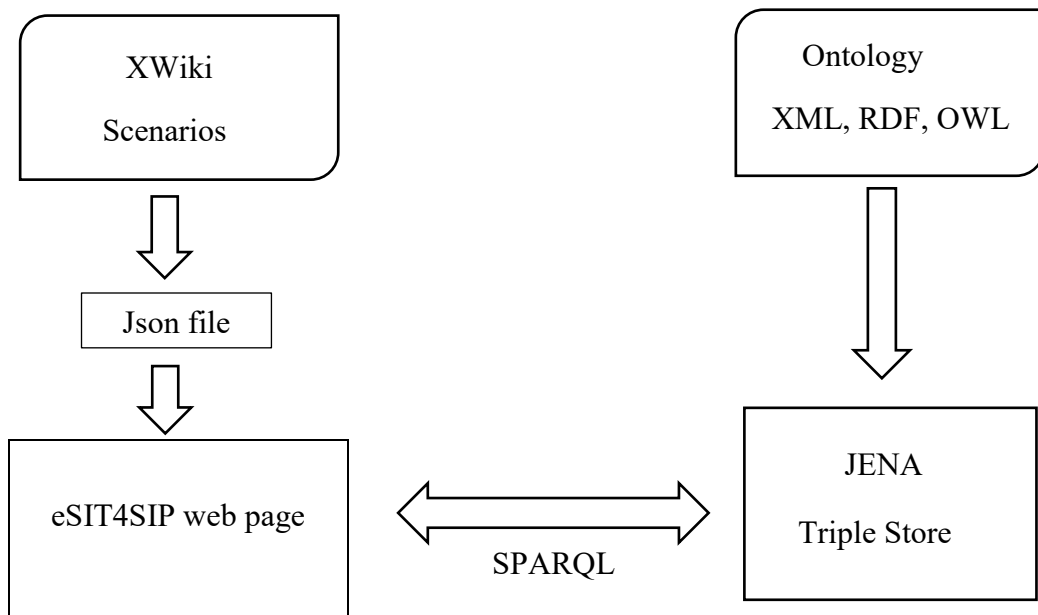 XWiki
Scenarios
Ontology
XML, RDF, OWL
Json file
eSIT4SIP web page
SPARQL
JENA
Triple Store